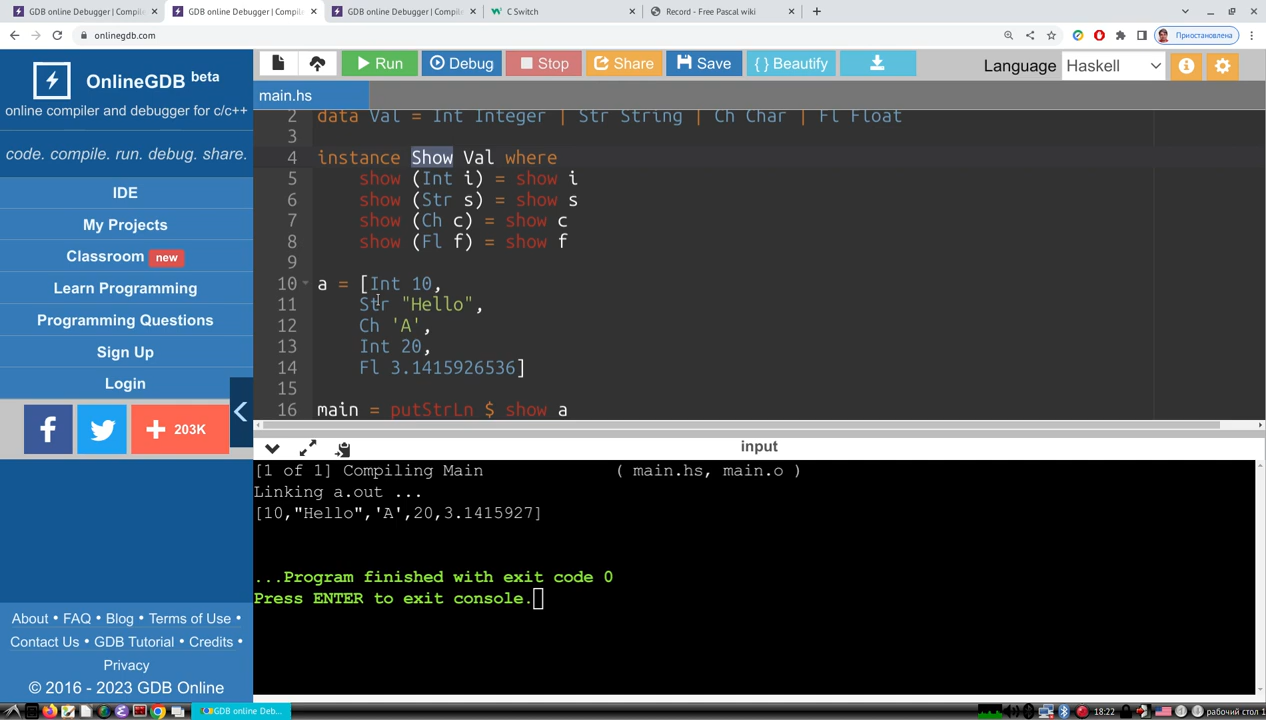 GDB online Debugger | Compiler
GDB online Debugger | Compiler
GDB online Debugger | Compiler
C Switch
Record - Free Pascal wiki
onlinegdb.com
Приостановлена
OnlineGDB beta
online compiler and debugger for c/c++
code. compile. run. debug. share.
IDE
My Projects
Classroom new
Learn Programming
Programming Questions
Sign Up
Login
203K
About • FAQ • Blog • Terms of Use •
Contact Us • GDB Tutorial • Credits •
Privacy
© 2016 - 2023 GDB Online
Run Debug Stop Share Save { } Beautify Language Haskell
main.hs
2 data Val = Int Integer | Str String | Ch Char | Fl Float
3
4 instance Show Val where
5 show (Int i) = show i
6 show (Str s) = show s
7 show (Ch c) = show c
8 show (Fl f) = show f
9
10 a = [Int 10,
11 Str "Hello",
12 Ch 'A',
13 Int 20,
14 Fl 3.1415926536]
15
16 main = putStrLn $ show a
input
[1 of 1] Compiling Main ( main.hs, main.o )
Linking a.out ...
[10,"Hello",'A',20,3.1415927]
...Program finished with exit code 0
Press ENTER to exit console.
GDB online Deb...
18:22
рабочий стол 1